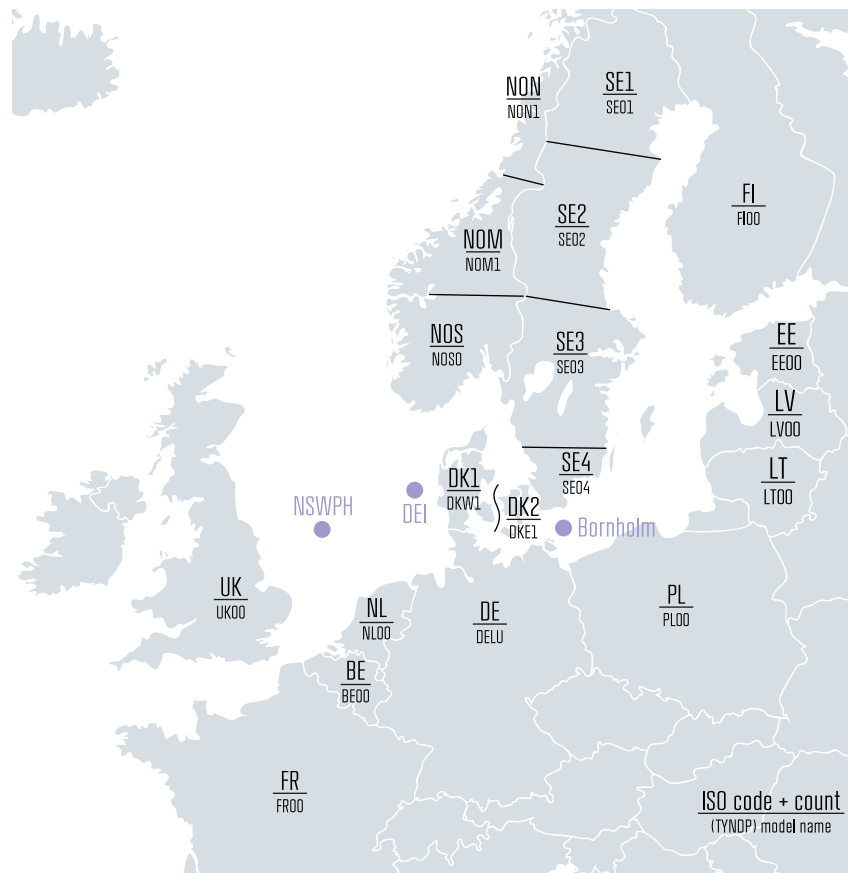 NON
NON1
SE1
SE01
FI
FI00
SE2
SE02
NOM
NOM1
NOS
NOS0
SE3
SE03
EE
EE00
LV
LV00
SE4
SE04
LT
LT00
DK1
DKW1
DK2
DKE1
NSWPH
DEI
Bornholm
UK
UK00
NL
NL00
DE
DELU
PL
PL00
BE
BE00
FR
FR00
ISO code + count
(TYNDP) model name